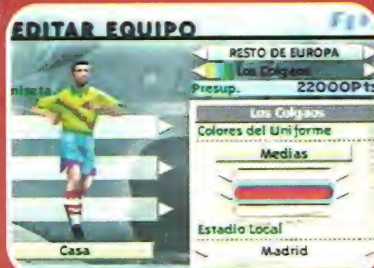 EDITAR EQUIPO
RESTO DE EUROPA
Los Colgaos
Presup. 22000Pts
Los Colgaos
Colores del Uniforme
Medias
Estadio Local
Casa
Madrid